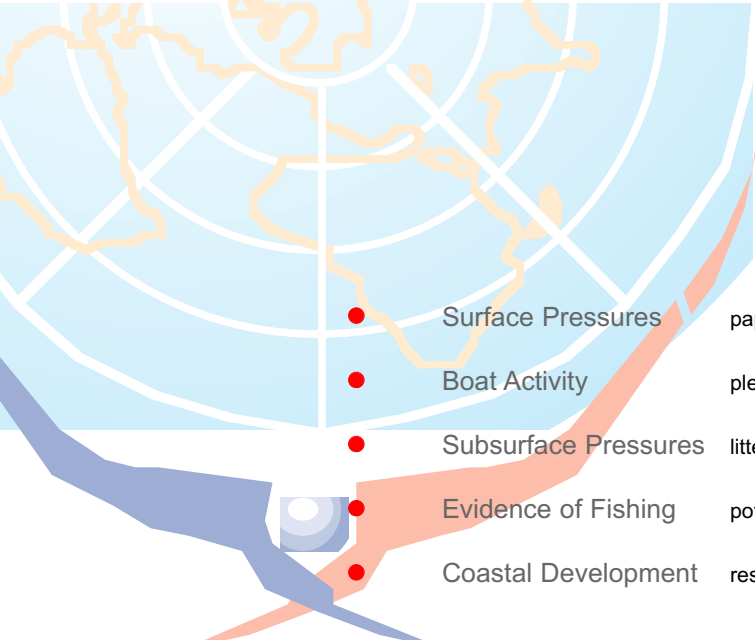 Surface Pressures
Boat Activity
Subsurface Pressures
Evidence of Fishing
Coastal Development